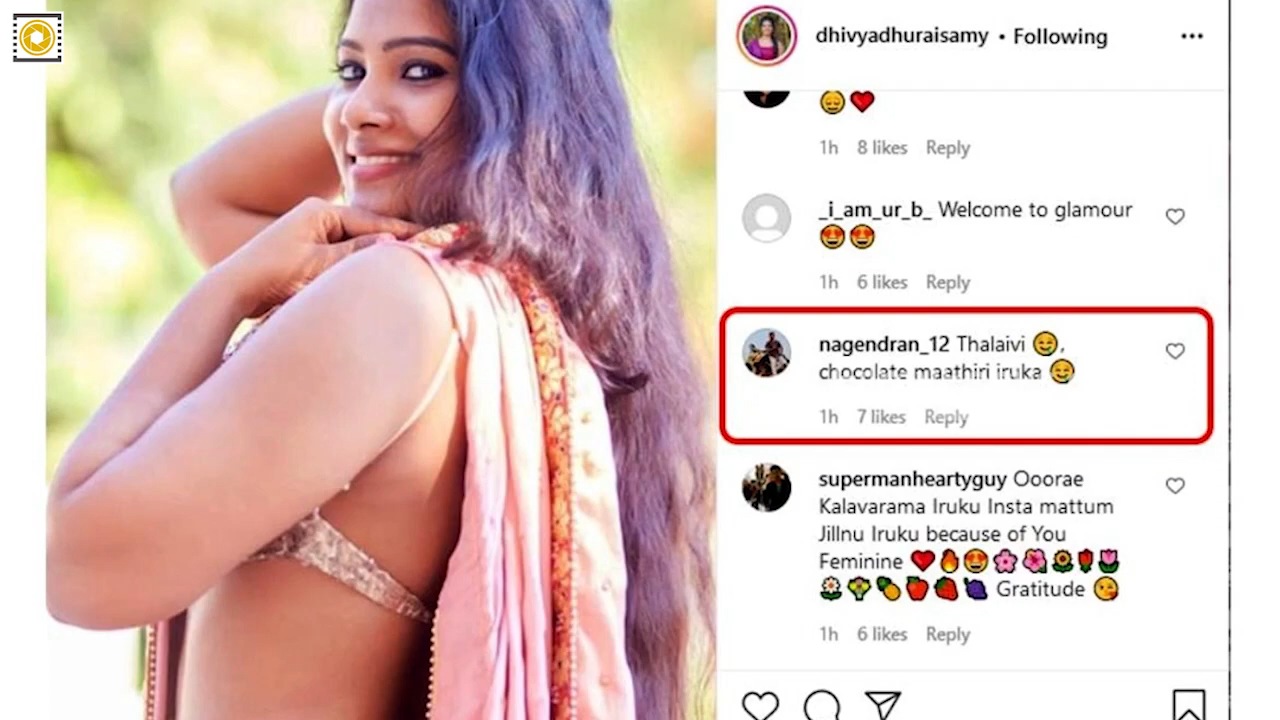 dhivyadhuraisamy • Following
😔❤️
1h 8 likes Reply
_i_am_ur_b_ Welcome to glamour
😍😍
1h 6 likes Reply
nagendran_12 Thalaivi 🤤,
chocolate maathiri iruka 🤤
1h 7 likes Reply
supermanheartyguy Ooorae
Kalavarama Iruku Insta mattum
Jillnu Iruku because of You
Feminine ❤️🔥😍🌸🌺🌻🌹🌷
🌼💐🍍🍎🍓🍇 Gratitude 😘
1h 6 likes Reply